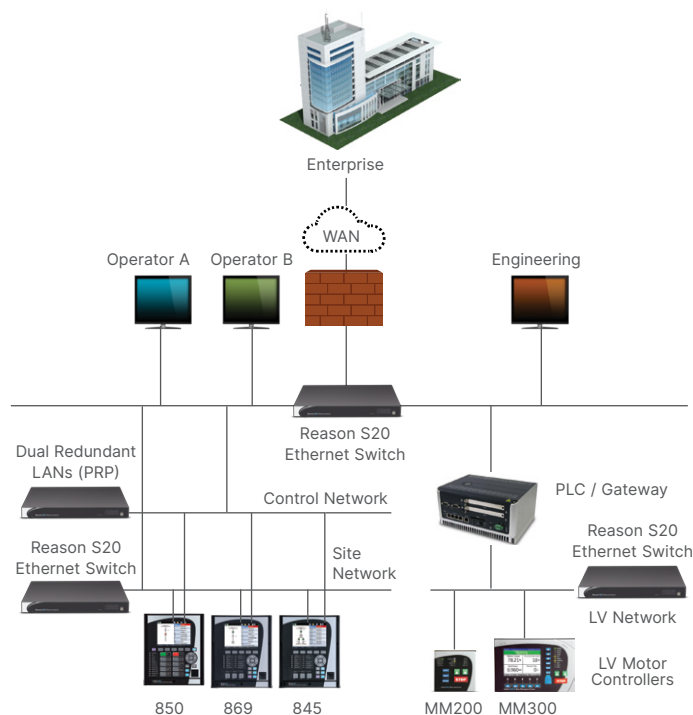 Enterprise
WAN
Operator A
Operator B
Engineering
Reason S20
Ethernet Switch
Dual Redundant
LANs (PRP)
Control Network
PLC / Gateway
Reason S20
Ethernet Switch
Site
Network
Reason S20
Ethernet Switch
LV Network
LV Motor
Controllers
850
869
845
MM200
MM300
STOP